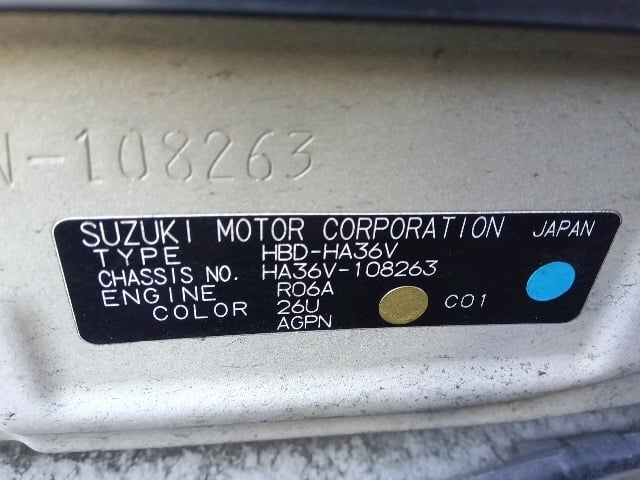 -108263
SUZUKI MOTOR CORPORATION JAPAN
TYPE HBD-HA36V
CHASSIS NO. HA36V-108263
ENGINE R06A
COLOR 26U C01
AGPN